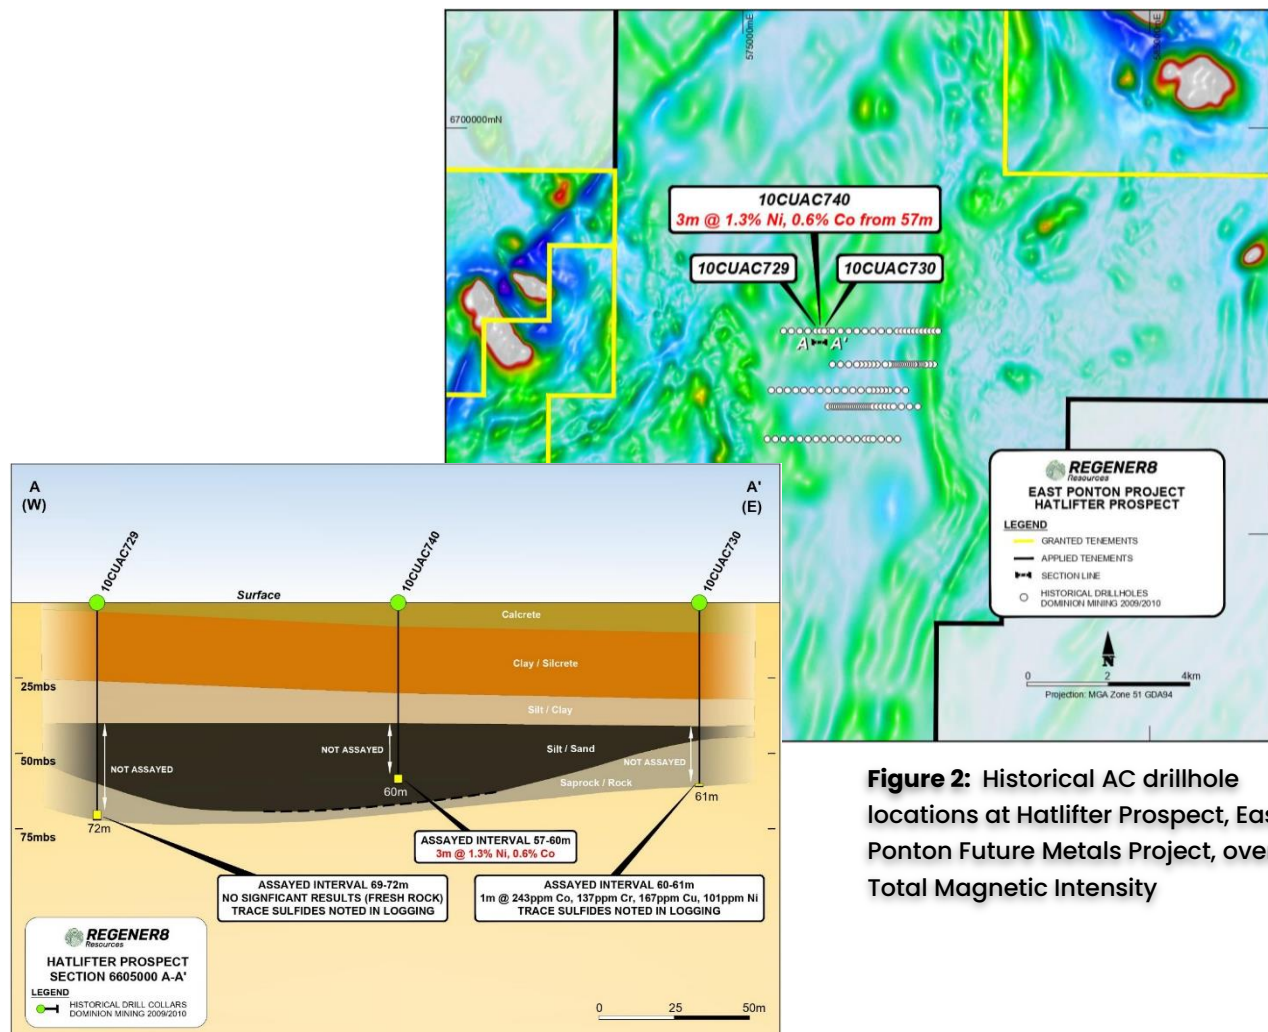 575000mE
6700000mN
10CUAC740
3m @ 1.3% Ni, 0.6% Co from 57m
10CUAC729
10CUAC730
A
A'
REGENER8
Resources
EAST PONTON PROJECT
HATLIFTER PROSPECT
LEGEND
GRANTED TENEMENTS
APPLIED TENEMENTS
SECTION LINE
HISTORICAL DRILLHOLES
DOMINION MINING 2009/2010
N
0 2 4km
Projection: MGA Zone 51 GDA94
A
(W)
A'
(E)
10CUAC729
10CUAC740
10CUAC730
Surface
Calcrete
Clay / Silcrete
25mbs
Silt / Clay
NOT ASSAYED
NOT ASSAYED
NOT ASSAYED
Silt / Sand
50mbs
Saprock / Rock
60m
61m
72m
75mbs
ASSAYED INTERVAL 57-60m
3m @ 1.3% Ni, 0.6% Co
ASSAYED INTERVAL 69-72m
NO SIGNFICANT RESULTS (FRESH ROCK)
TRACE SULFIDES NOTED IN LOGGING
ASSAYED INTERVAL 60-61m
1m @ 243ppm Co, 137ppm Cr, 167ppm Cu, 101ppm Ni
TRACE SULFIDES NOTED IN LOGGING
REGENER8
Resources
HATLIFTER PROSPECT
SECTION 6605000 A-A'
LEGEND
HISTORICAL DRILL COLLARS
DOMINION MINING 2009/2010
0 25 50m
Figure 2: Historical AC drillhole
locations at Hatlifter Prospect, Eas
Ponton Future Metals Project, over
Total Magnetic Intensity